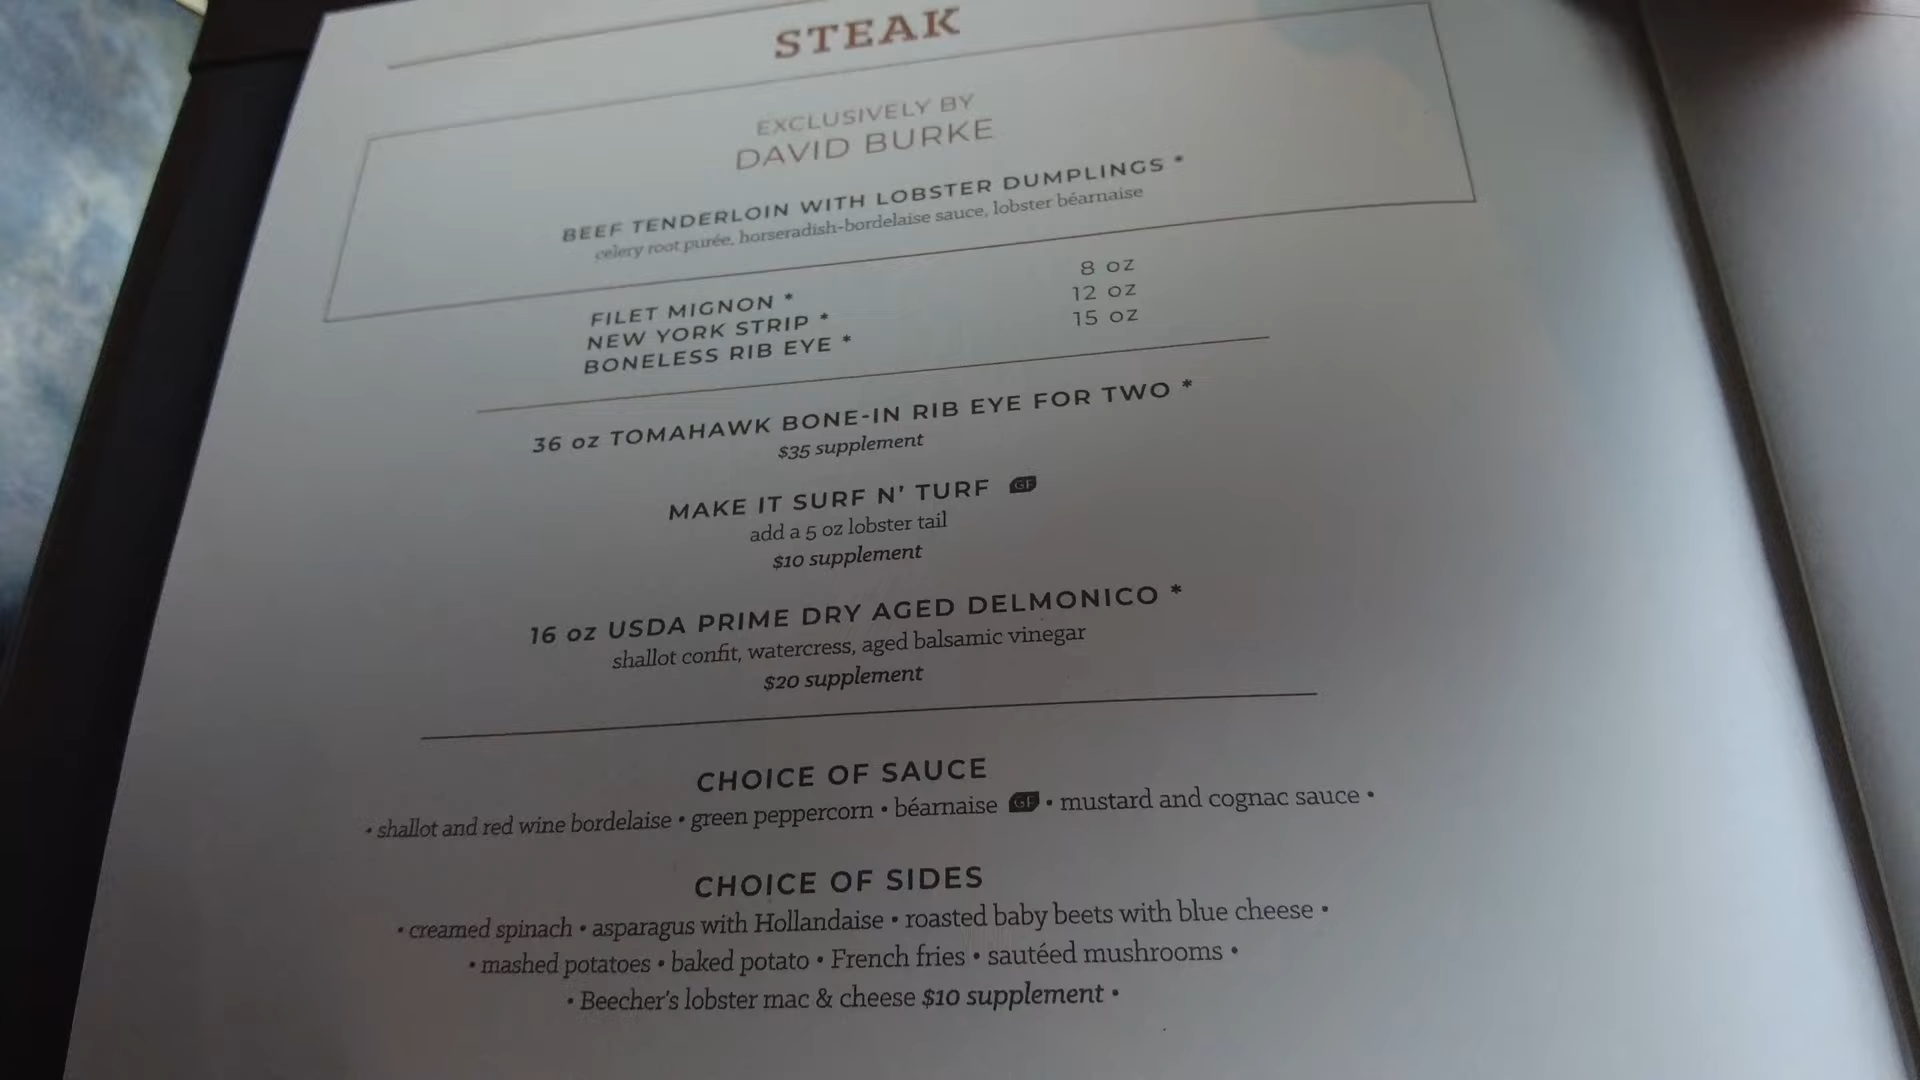 STEAK
EXCLUSIVELY BY
DAVID BURKE
BEEF TENDERLOIN WITH LOBSTER DUMPLINGS *
celery root purée, horseradish-bordelaise sauce, lobster béarnaise
FILET MIGNON * 8 oz
NEW YORK STRIP * 12 oz
BONELESS RIB EYE * 15 oz
36 oz TOMAHAWK BONE-IN RIB EYE FOR TWO *
$35 supplement
MAKE IT SURF N' TURF GF
add a 5 oz lobster tail
$10 supplement
16 oz USDA PRIME DRY AGED DELMONICO *
shallot confit, watercress, aged balsamic vinegar
$20 supplement
CHOICE OF SAUCE
• shallot and red wine bordelaise • green peppercorn • béarnaise GF • mustard and cognac sauce •
CHOICE OF SIDES
• creamed spinach • asparagus with Hollandaise • roasted baby beets with blue cheese •
• mashed potatoes • baked potato • French fries • sautéed mushrooms •
• Beecher's lobster mac & cheese $10 supplement •